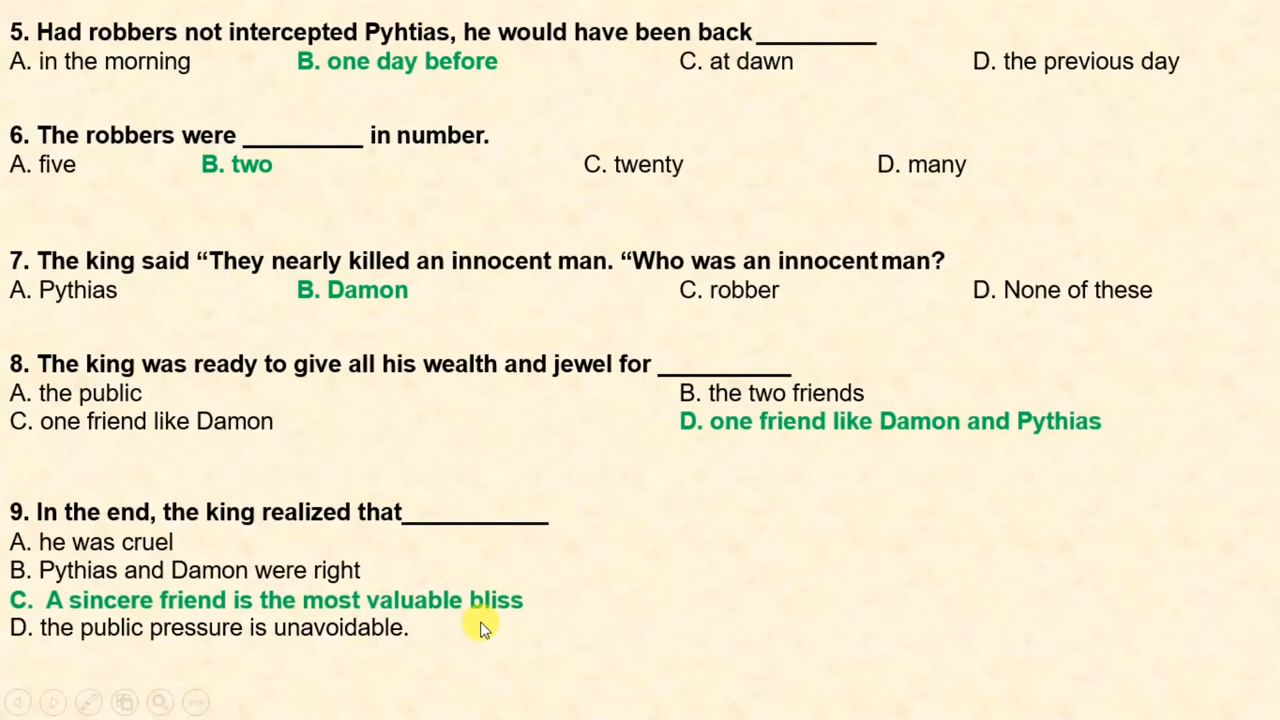 5. Had robbers not intercepted Pyhtias, he would have been back_________
A. in the morning B. one day before C. at dawn D. the previous day
6. The robbers were _________ in number.
A. five B. two C. twenty D. many
7. The king said “They nearly killed an innocent man. “Who was an innocent man?
A. Pythias B. Damon C. robber D. None of these
8. The king was ready to give all his wealth and jewel for __________
A. the public B. the two friends
C. one friend like Damon D. one friend like Damon and Pythias
9. In the end, the king realized that___________
A. he was cruel
B. Pythias and Damon were right
C. A sincere friend is the most valuable bliss
D. the public pressure is unavoidable.